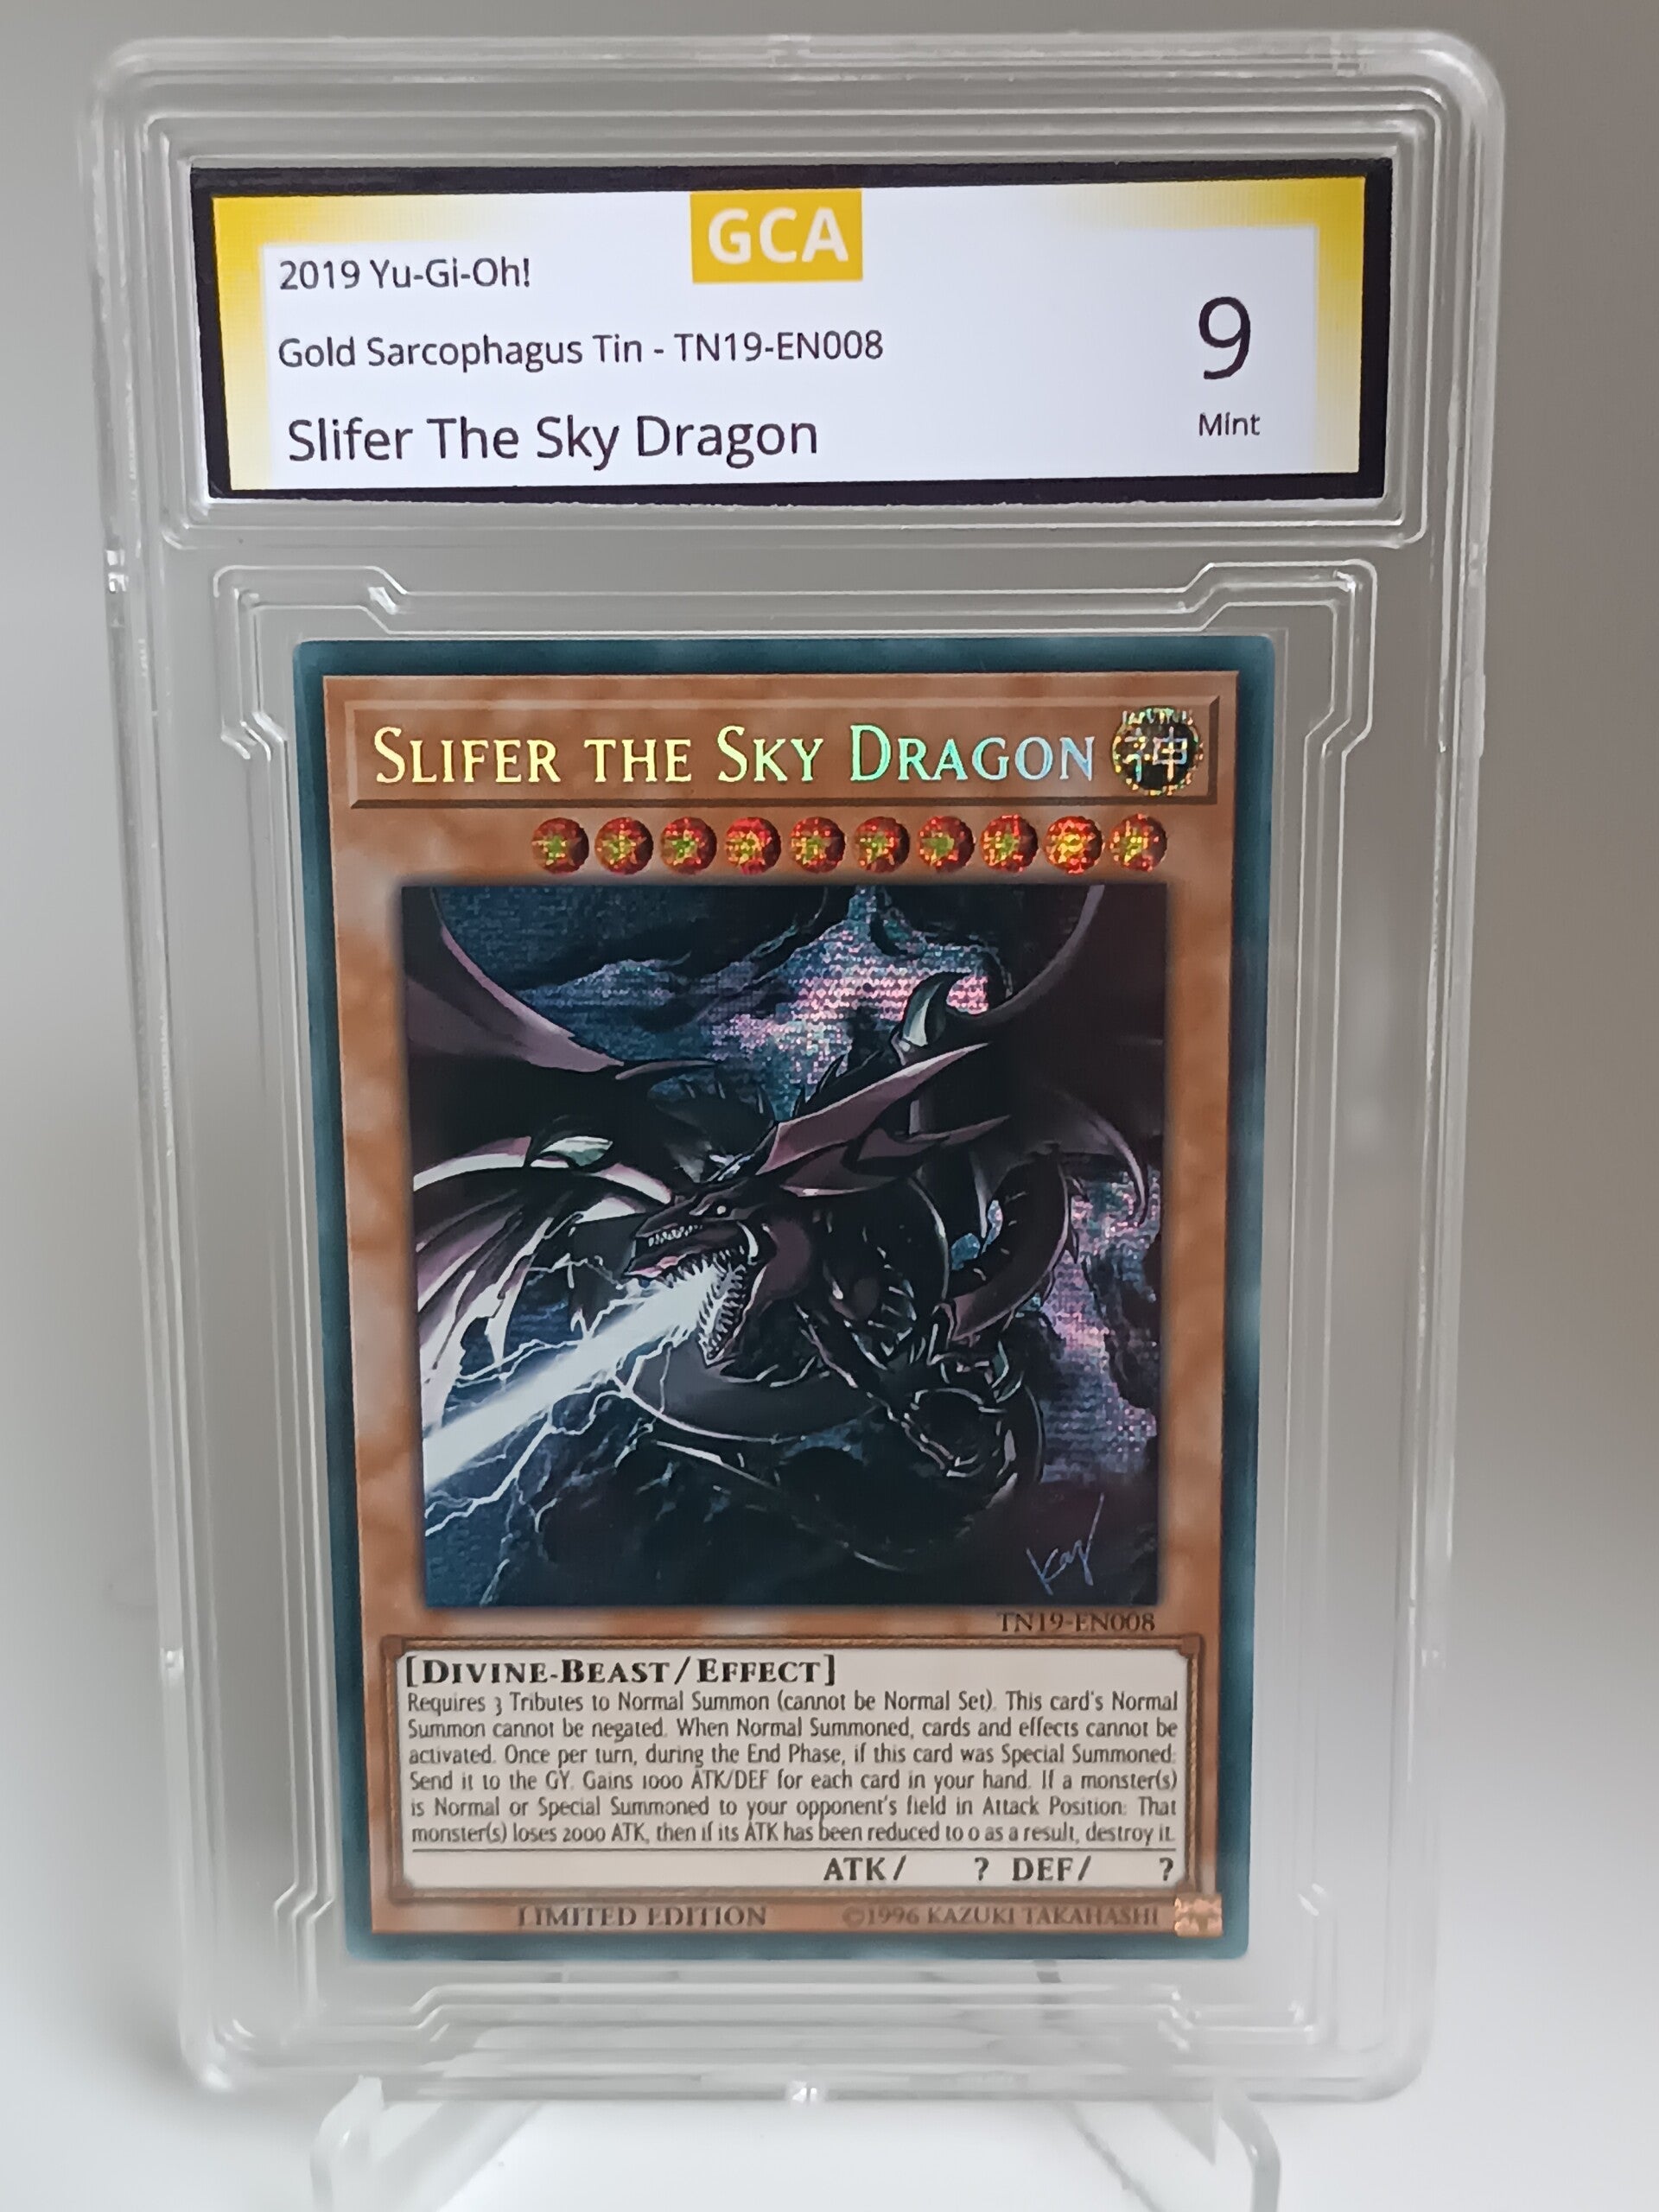 GCA
2019 Yu-Gi-Oh!
Gold Sarcophagus Tin - TN19-EN008
Slifer The Sky Dragon
9
Mint
SLIFER THE SKY DRAGON
神
Kaz
TN19-EN008
[DIVINE-BEAST/EFFECT]
Requires 3 Tributes to Normal Summon (cannot be Normal Set). This card's Normal
Summon cannot be negated. When Normal Summoned, cards and effects cannot be
activated. Once per turn, during the End Phase, if this card was Special Summoned:
Send it to the GY. Gains 1000 ATK/DEF for each card in your hand. If a monster(s)
is Normal or Special Summoned to your opponent's field in Attack Position: That
monster(s) loses 2000 ATK, then if its ATK has been reduced to 0 as a result, destroy it.
ATK/ ? DEF/ ?
LIMITED EDITION ©1996 KAZUKI TAKAHASHI